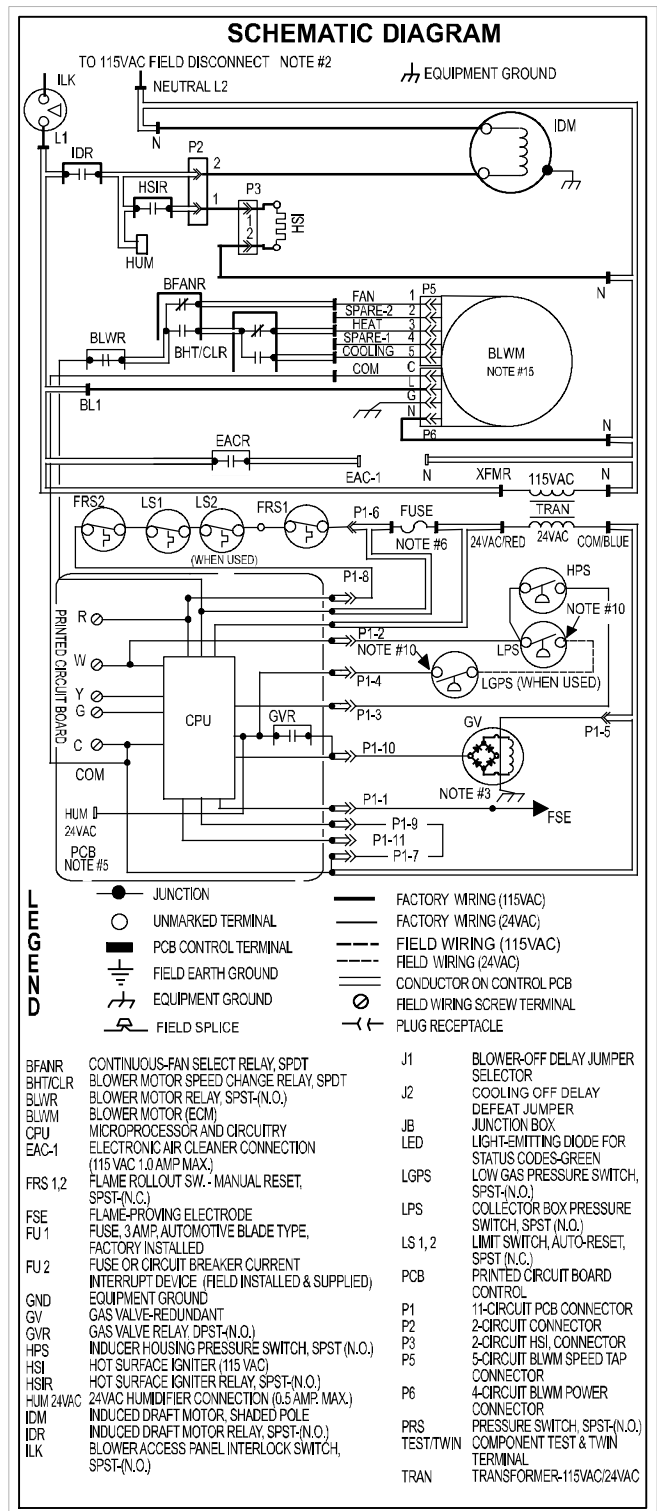 SCHEMATIC DIAGRAM
TO 115VAC FIELD DISCONNECT NOTE #2
EQUIPMENT GROUND
ILK
NEUTRAL L2
L1
N
IDM
IDR
P2
2
HSIR
1
P3
1
2
HSI
HUM
N
BFANR
P5
FAN 1
SPARE-2 2
HEAT 3
SPARE-1 4
COOLING 5
BLWR
BHT/CLR
BLWM
NOTE #15
COM C
L
BL1
G
N
P6
N
EACR
EAC-1
N
XFMR
115VAC
N
TRAN
FRS2
LS1
LS2
FRS1
P1-6
FUSE
NOTE #6
24VAC/RED
24VAC
COM/BLUE
(WHEN USED)
P1-8
HPS
NOTE #10
PRINTED CIRCUIT BOARD
R
P1-2
NOTE #10
LPS
W
P1-4
LGPS (WHEN USED)
Y
CPU
P1-3
G
GVR
GV
P1-5
C
P1-10
COM
NOTE #3
P1-1
FSE
HUM
24VAC
P1-9
P1-11
PCB
NOTE #5
P1-7
LEGEND
JUNCTION
UNMARKED TERMINAL
PCB CONTROL TERMINAL
FIELD EARTH GROUND
EQUIPMENT GROUND
FIELD SPLICE
FACTORY WIRING (115VAC)
FACTORY WIRING (24VAC)
FIELD WIRING (115VAC)
FIELD WIRING (24VAC)
CONDUCTOR ON CONTROL PCB
FIELD WIRING SCREW TERMINAL
PLUG RECEPTACLE
BFANR CONTINUOUS-FAN SELECT RELAY, SPDT
BHT/CLR BLOWER MOTOR SPEED CHANGE RELAY, SPDT
BLWR BLOWER MOTOR RELAY, SPST-(N.O.)
BLWM BLOWER MOTOR (ECM)
CPU MICROPROCESSOR AND CIRCUITRY
EAC-1 ELECTRONIC AIR CLEANER CONNECTION
(115 VAC 1.0 AMP MAX.)
FRS 1,2 FLAME ROLLOUT SW. - MANUAL RESET,
SPST-(N.C.)
FSE FLAME-PROVING ELECTRODE
FU 1 FUSE, 3 AMP, AUTOMOTIVE BLADE TYPE,
FACTORY INSTALLED
FU 2 FUSE OR CIRCUIT BREAKER CURRENT
INTERRUPT DEVICE (FIELD INSTALLED & SUPPLIED)
GND EQUIPMENT GROUND
GV GAS VALVE-REDUNDANT
GVR GAS VALVE RELAY, DPST-(N.O.)
HPS INDUCER HOUSING PRESSURE SWITCH, SPST (N.O.)
HSI HOT SURFACE IGNITER (115 VAC)
HSIR HOT SURFACE IGNITER RELAY, SPST-(N.O.)
HUM 24VAC 24VAC HUMIDIFIER CONNECTION (0.5 AMP. MAX.)
IDM INDUCED DRAFT MOTOR, SHADED POLE
IDR INDUCED DRAFT MOTOR RELAY, SPST-(N.O.)
ILK BLOWER ACCESS PANEL INTERLOCK SWITCH,
SPST-(N.O.)
J1 BLOWER-OFF DELAY JUMPER
SELECTOR
J2 COOLING OFF DELAY
DEFEAT JUMPER
JB JUNCTION BOX
LED LIGHT-EMITTING DIODE FOR
STATUS CODES-GREEN
LGPS LOW GAS PRESSURE SWITCH,
SPST-(N.O.)
LPS COLLECTOR BOX PRESSURE
SWITCH, SPST (N.O.)
LS 1, 2 LIMIT SWITCH, AUTO-RESET,
SPST (N.C.)
PCB PRINTED CIRCUIT BOARD
CONTROL
P1 11-CIRCUIT PCB CONNECTOR
P2 2-CIRCUIT CONNECTOR
P3 2-CIRCUIT HSI, CONNECTOR
P5 5-CIRCUIT BLWM SPEED TAP
CONNECTOR
P6 4-CIRCUIT BLWM POWER
CONNECTOR
PRS PRESSURE SWITCH, SPST-(N.O.)
TEST/TWIN COMPONENT TEST & TWIN
TERMINAL
TRAN TRANSFORMER-115VAC/24VAC